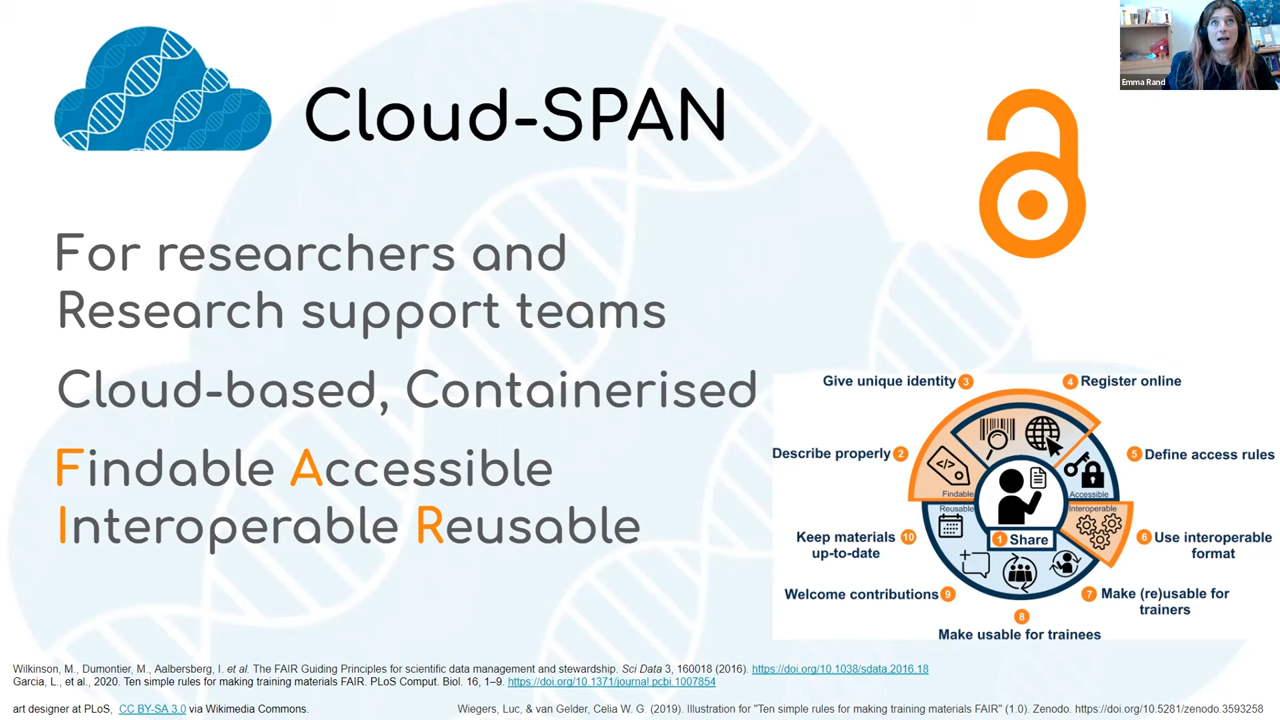 Cloud-SPAN
Emma Rand
For researchers and
Research support teams
Cloud-based, Containerised
Findable Accessible
Interoperable Reusable
Give unique identity 3
4 Register online
Describe properly 2
5 Define access rules
Findable
Accessible
Reusable
Interoperable
1 Share
Keep materials 10
up-to-date
6 Use interoperable
format
Welcome contributions 9
7 Make (re)usable for
trainers
8
Make usable for trainees
Wilkinson, M., Dumontier, M., Aalbersberg, I. et al. The FAIR Guiding Principles for scientific data management and stewardship. Sci Data 3, 160018 (2016). https://doi.org/10.1038/sdata.2016.18
Garcia, L., et al., 2020. Ten simple rules for making training materials FAIR. PLoS Comput. Biol. 16, 1–9. https://doi.org/10.1371/journal pcbi.1007854
art designer at PLoS, CC BY-SA 3.0 via Wikimedia Commons.
Wiegers, Luc, & van Gelder, Celia W. G. (2019). Illustration for "Ten simple rules for making training materials FAIR" (1.0). Zenodo. https://doi.org/10.5281/zenodo.3593258